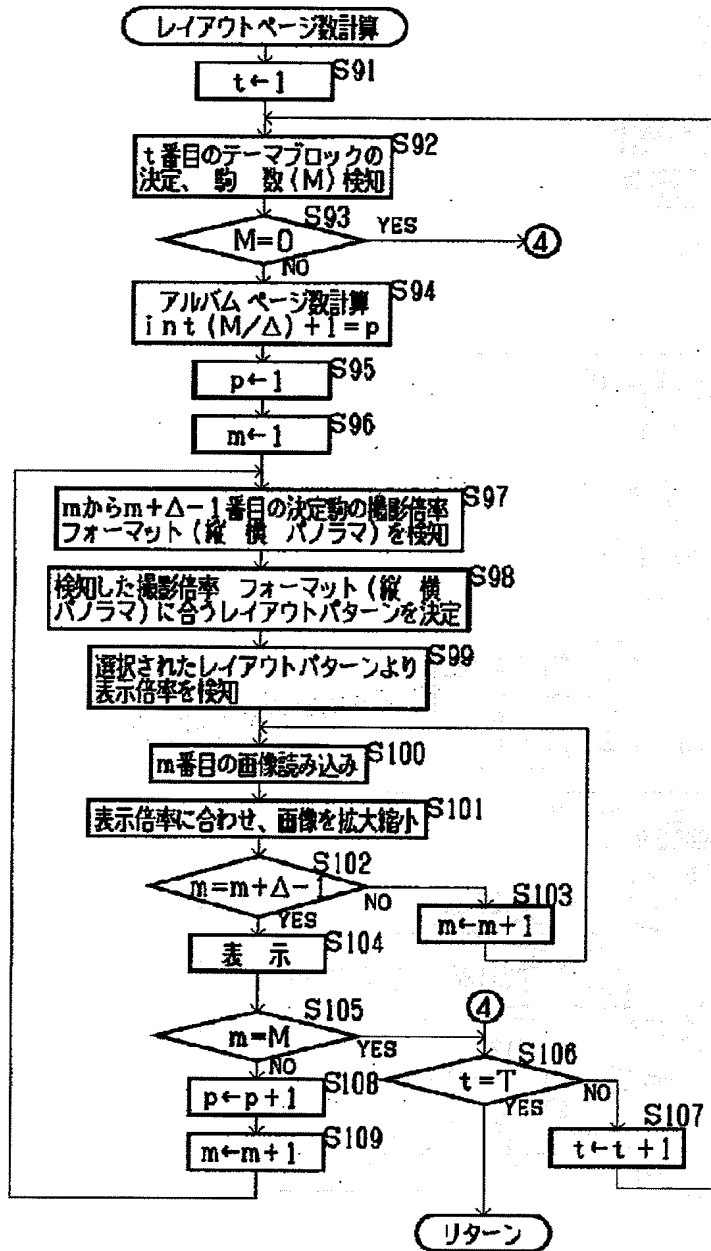 レイアウトページ数計算
t←1
S91
t番目のテーマブロックの
決定、 駒 数(M)検知
S92
M=0
S93
YES
④
NO
アルバム ページ数計算
int(M/Δ)+1=p
S94
p←1
S95
m←1
S96
mからm+Δ−1番目の決定駒の撮影倍率
フォーマット(縦 横 パノラマ)を検知
S97
検知した撮影倍率 フォーマット(縦 横
パノラマ)に合うレイアウトパターンを決定
S98
選択されたレイアウトパターンより
表示倍率を検知
S99
m番目の画像読み込み
S100
表示倍率に合わせ、画像を拡大縮小
S101
m=m+Δ−1
S102
NO
YES
m←m+1
S103
表 示
S104
m=M
S105
YES
NO
④
t=T
S106
NO
YES
p←p+1
S108
t←t+1
S107
m←m+1
S109
リターン